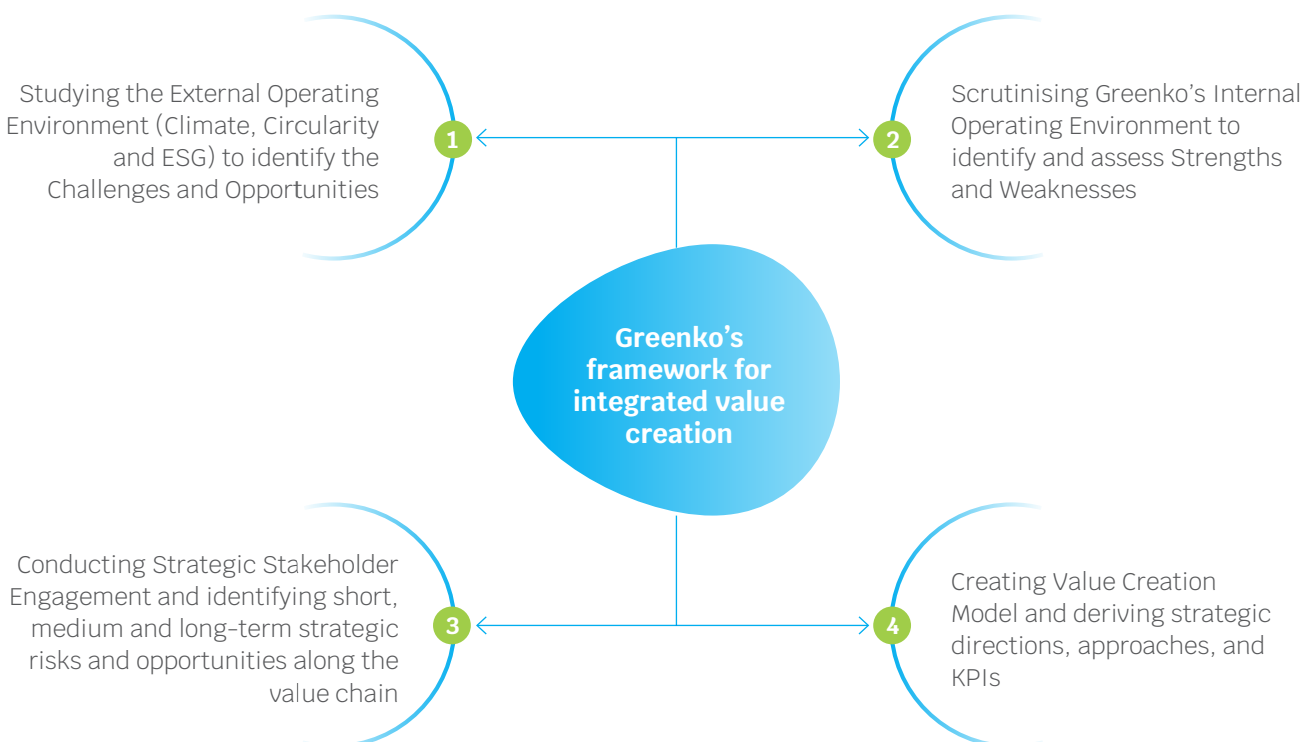 Studying the External Operating
Environment (Climate, Circularity
and ESG) to identify the
Challenges and Opportunities
1
2
Scrutinising Greenko's Internal
Operating Environment to
identify and assess Strengths
and Weaknesses
Greenko's
framework for
integrated value
creation
Conducting Strategic Stakeholder
Engagement and identifying short,
medium and long-term strategic
risks and opportunities along the
value chain
3
4
Creating Value Creation
Model and deriving strategic
directions, approaches, and
KPIs